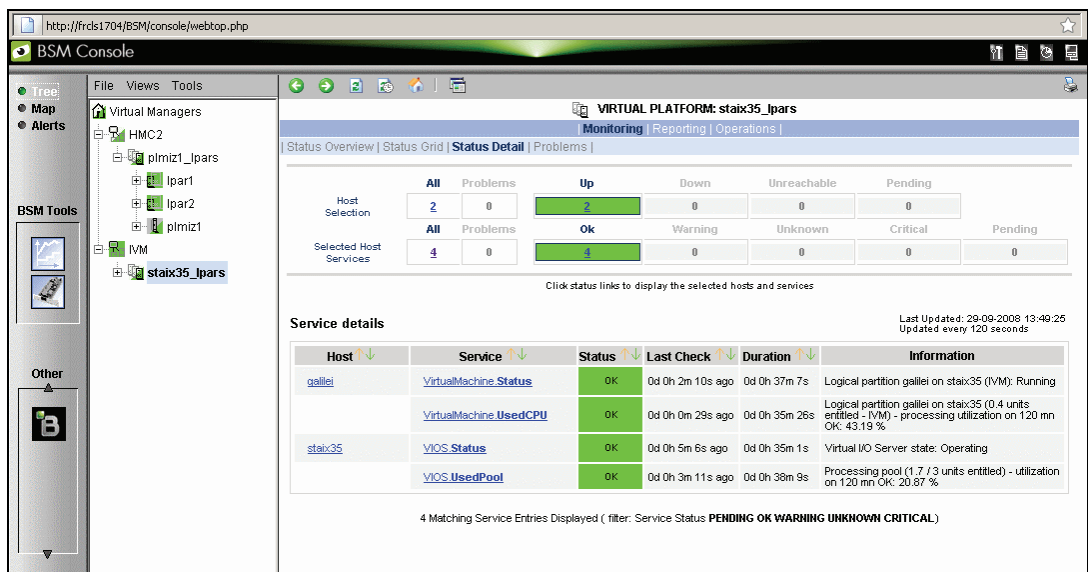 http://frcls1704/BSM/console/webtop.php
BSM Console
Tree
Map
Alerts
BSM Tools
Other
File Views Tools
Virtual Managers
HMC2
plmiz1_lpars
lpar1
lpar2
plmiz1
IVM
staix35_lpars
VIRTUAL PLATFORM: staix35_lpars
| Monitoring | Reporting | Operations |
| Status Overview | Status Grid | Status Detail | Problems |
All Problems Up Down Unreachable Pending
Host Selection 2 0 2 0 0 0
All Problems Ok Warning Unknown Critical Pending
Selected Host Services 4 0 4 0 0 0 0
Click status links to display the selected hosts and services
Service details
Last Updated: 29-09-2008 13:49:25
Updated every 120 seconds
Host Service Status Last Check Duration Information
galilei VirtualMachine.Status OK 0d 0h 2m 10s ago 0d 0h 37m 7s Logical partition galilei on staix35 (IVM): Running
VirtualMachine.UsedCPU OK 0d 0h 0m 29s ago 0d 0h 35m 26s Logical partition galilei on staix35 (0.4 units entitled - IVM) - processing utilization on 120 mn OK: 43.19 %
staix35 VIOS.Status OK 0d 0h 5m 6s ago 0d 0h 35m 1s Virtual I/O Server state: Operating
VIOS.UsedPool OK 0d 0h 3m 11s ago 0d 0h 38m 9s Processing pool (1.7 / 3 units entitled) - utilization on 120 mn OK: 20.87 %
4 Matching Service Entries Displayed ( filter: Service Status PENDING OK WARNING UNKNOWN CRITICAL)